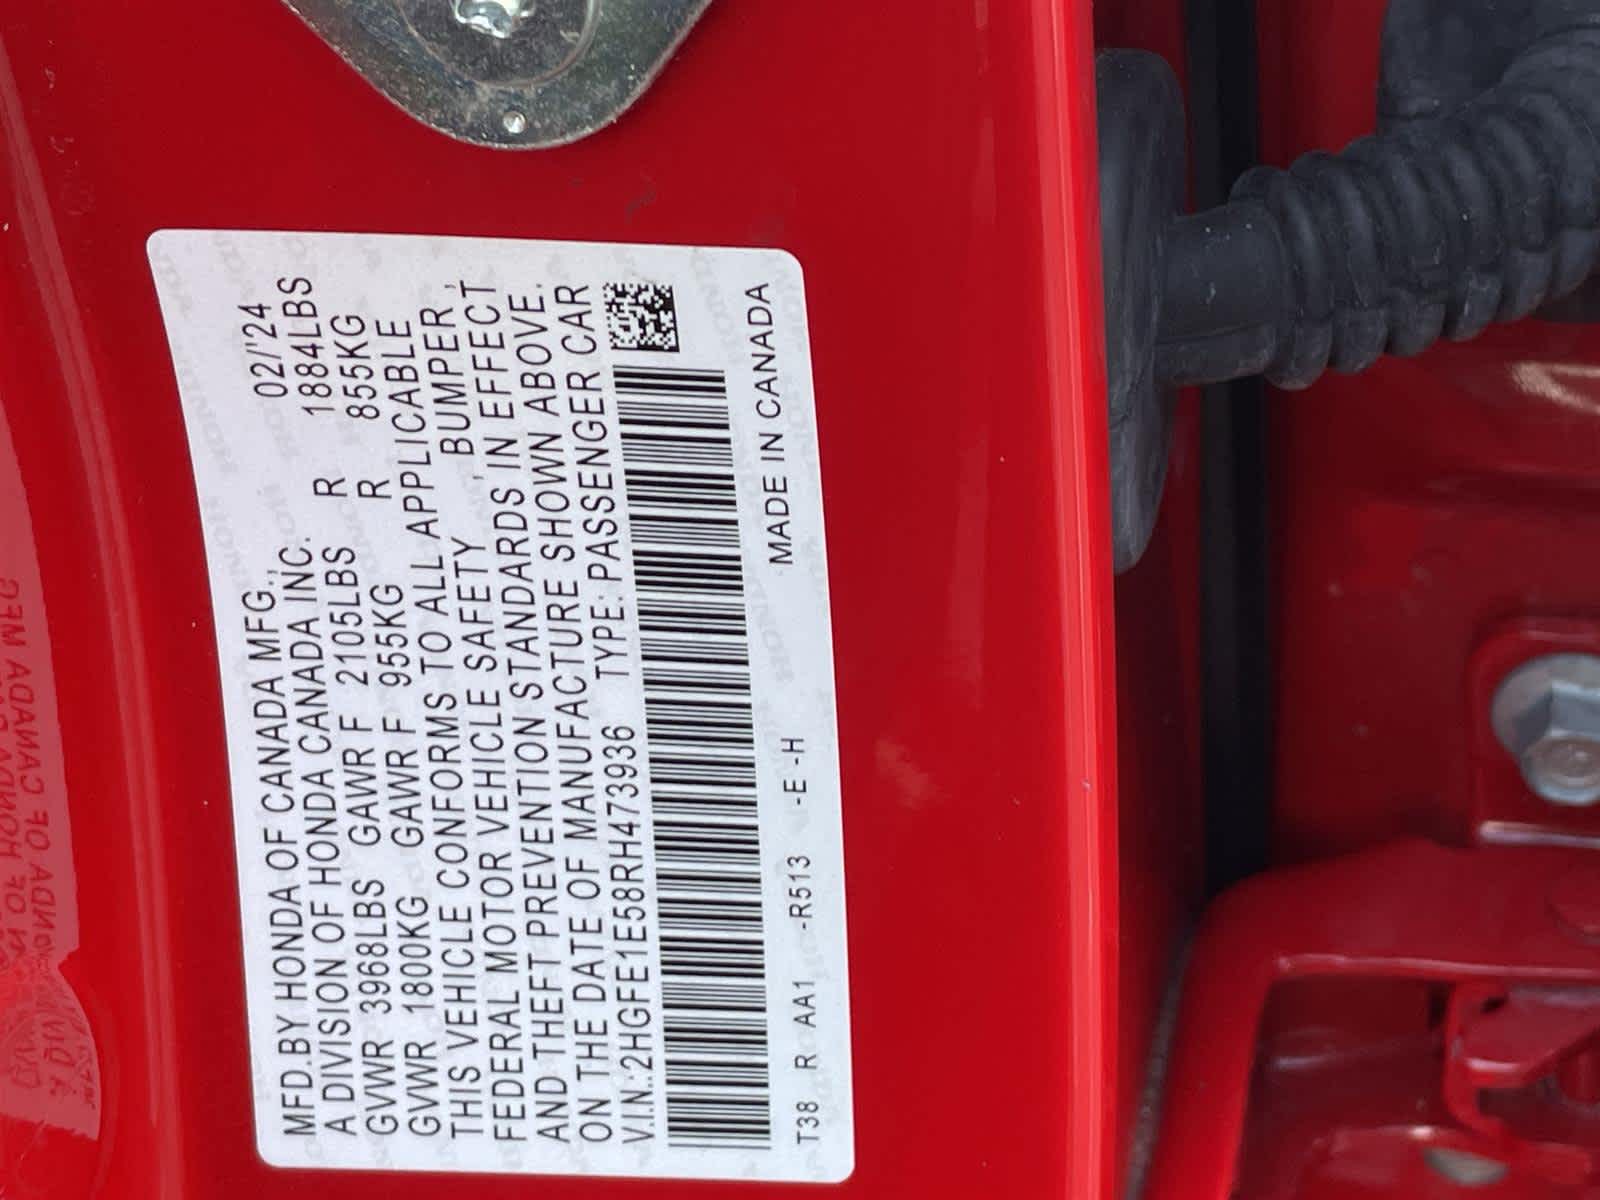 MFD.BY HONDA OF CANADA MFG., 02/'24
A DIVISION OF HONDA CANADA INC.
GVWR 3968LBS GAWR F 2105LBS R 1884LBS
GVWR 1800KG GAWR F 955KG R 855KG
THIS VEHICLE CONFORMS TO ALL APPLICABLE
FEDERAL MOTOR VEHICLE SAFETY, BUMPER,
AND THEFT PREVENTION STANDARDS IN EFFECT
ON THE DATE OF MANUFACTURE SHOWN ABOVE.
V.I.N.:2HGFE1E58RH473936 TYPE: PASSENGER CAR
T38 R AA1 -R513 -E -H MADE IN CANADA